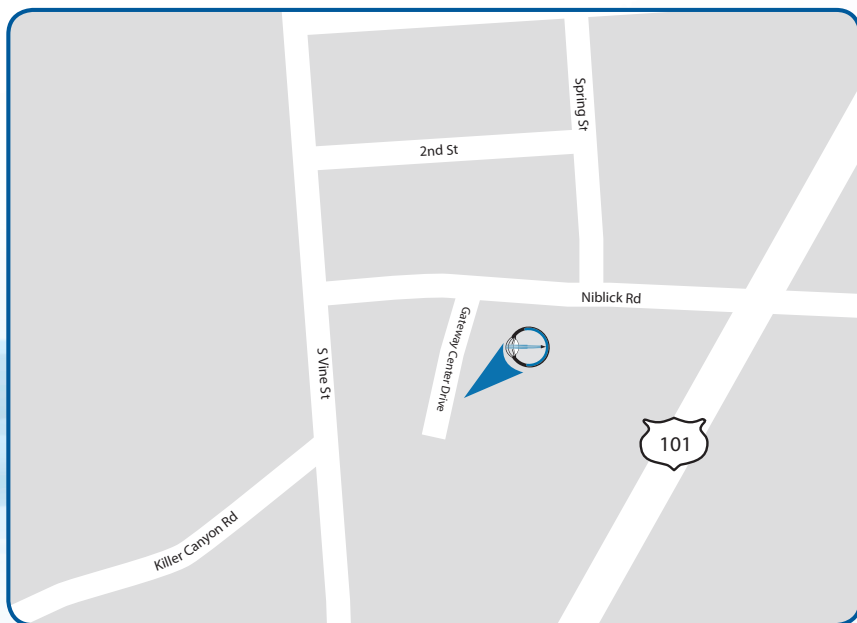 Spring St
2nd St
Niblick Rd
Gateway Center Drive
S Vine St
101
Killer Canyon Rd